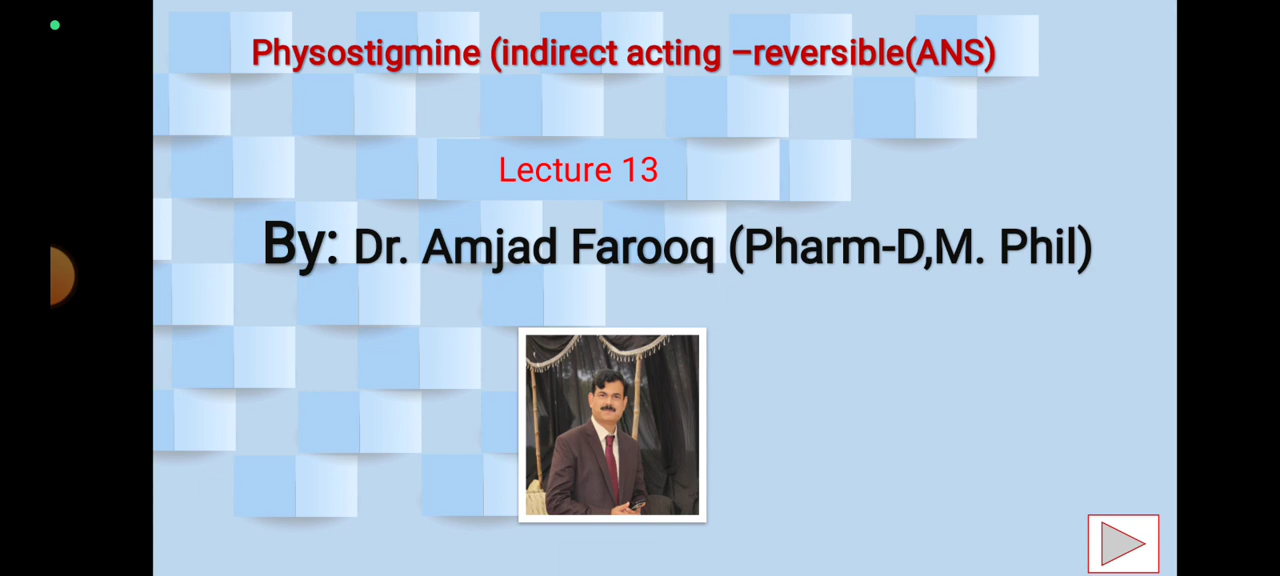 Physostigmine (indirect acting –reversible(ANS)
Lecture 13
By: Dr. Amjad Farooq (Pharm-D,M. Phil)